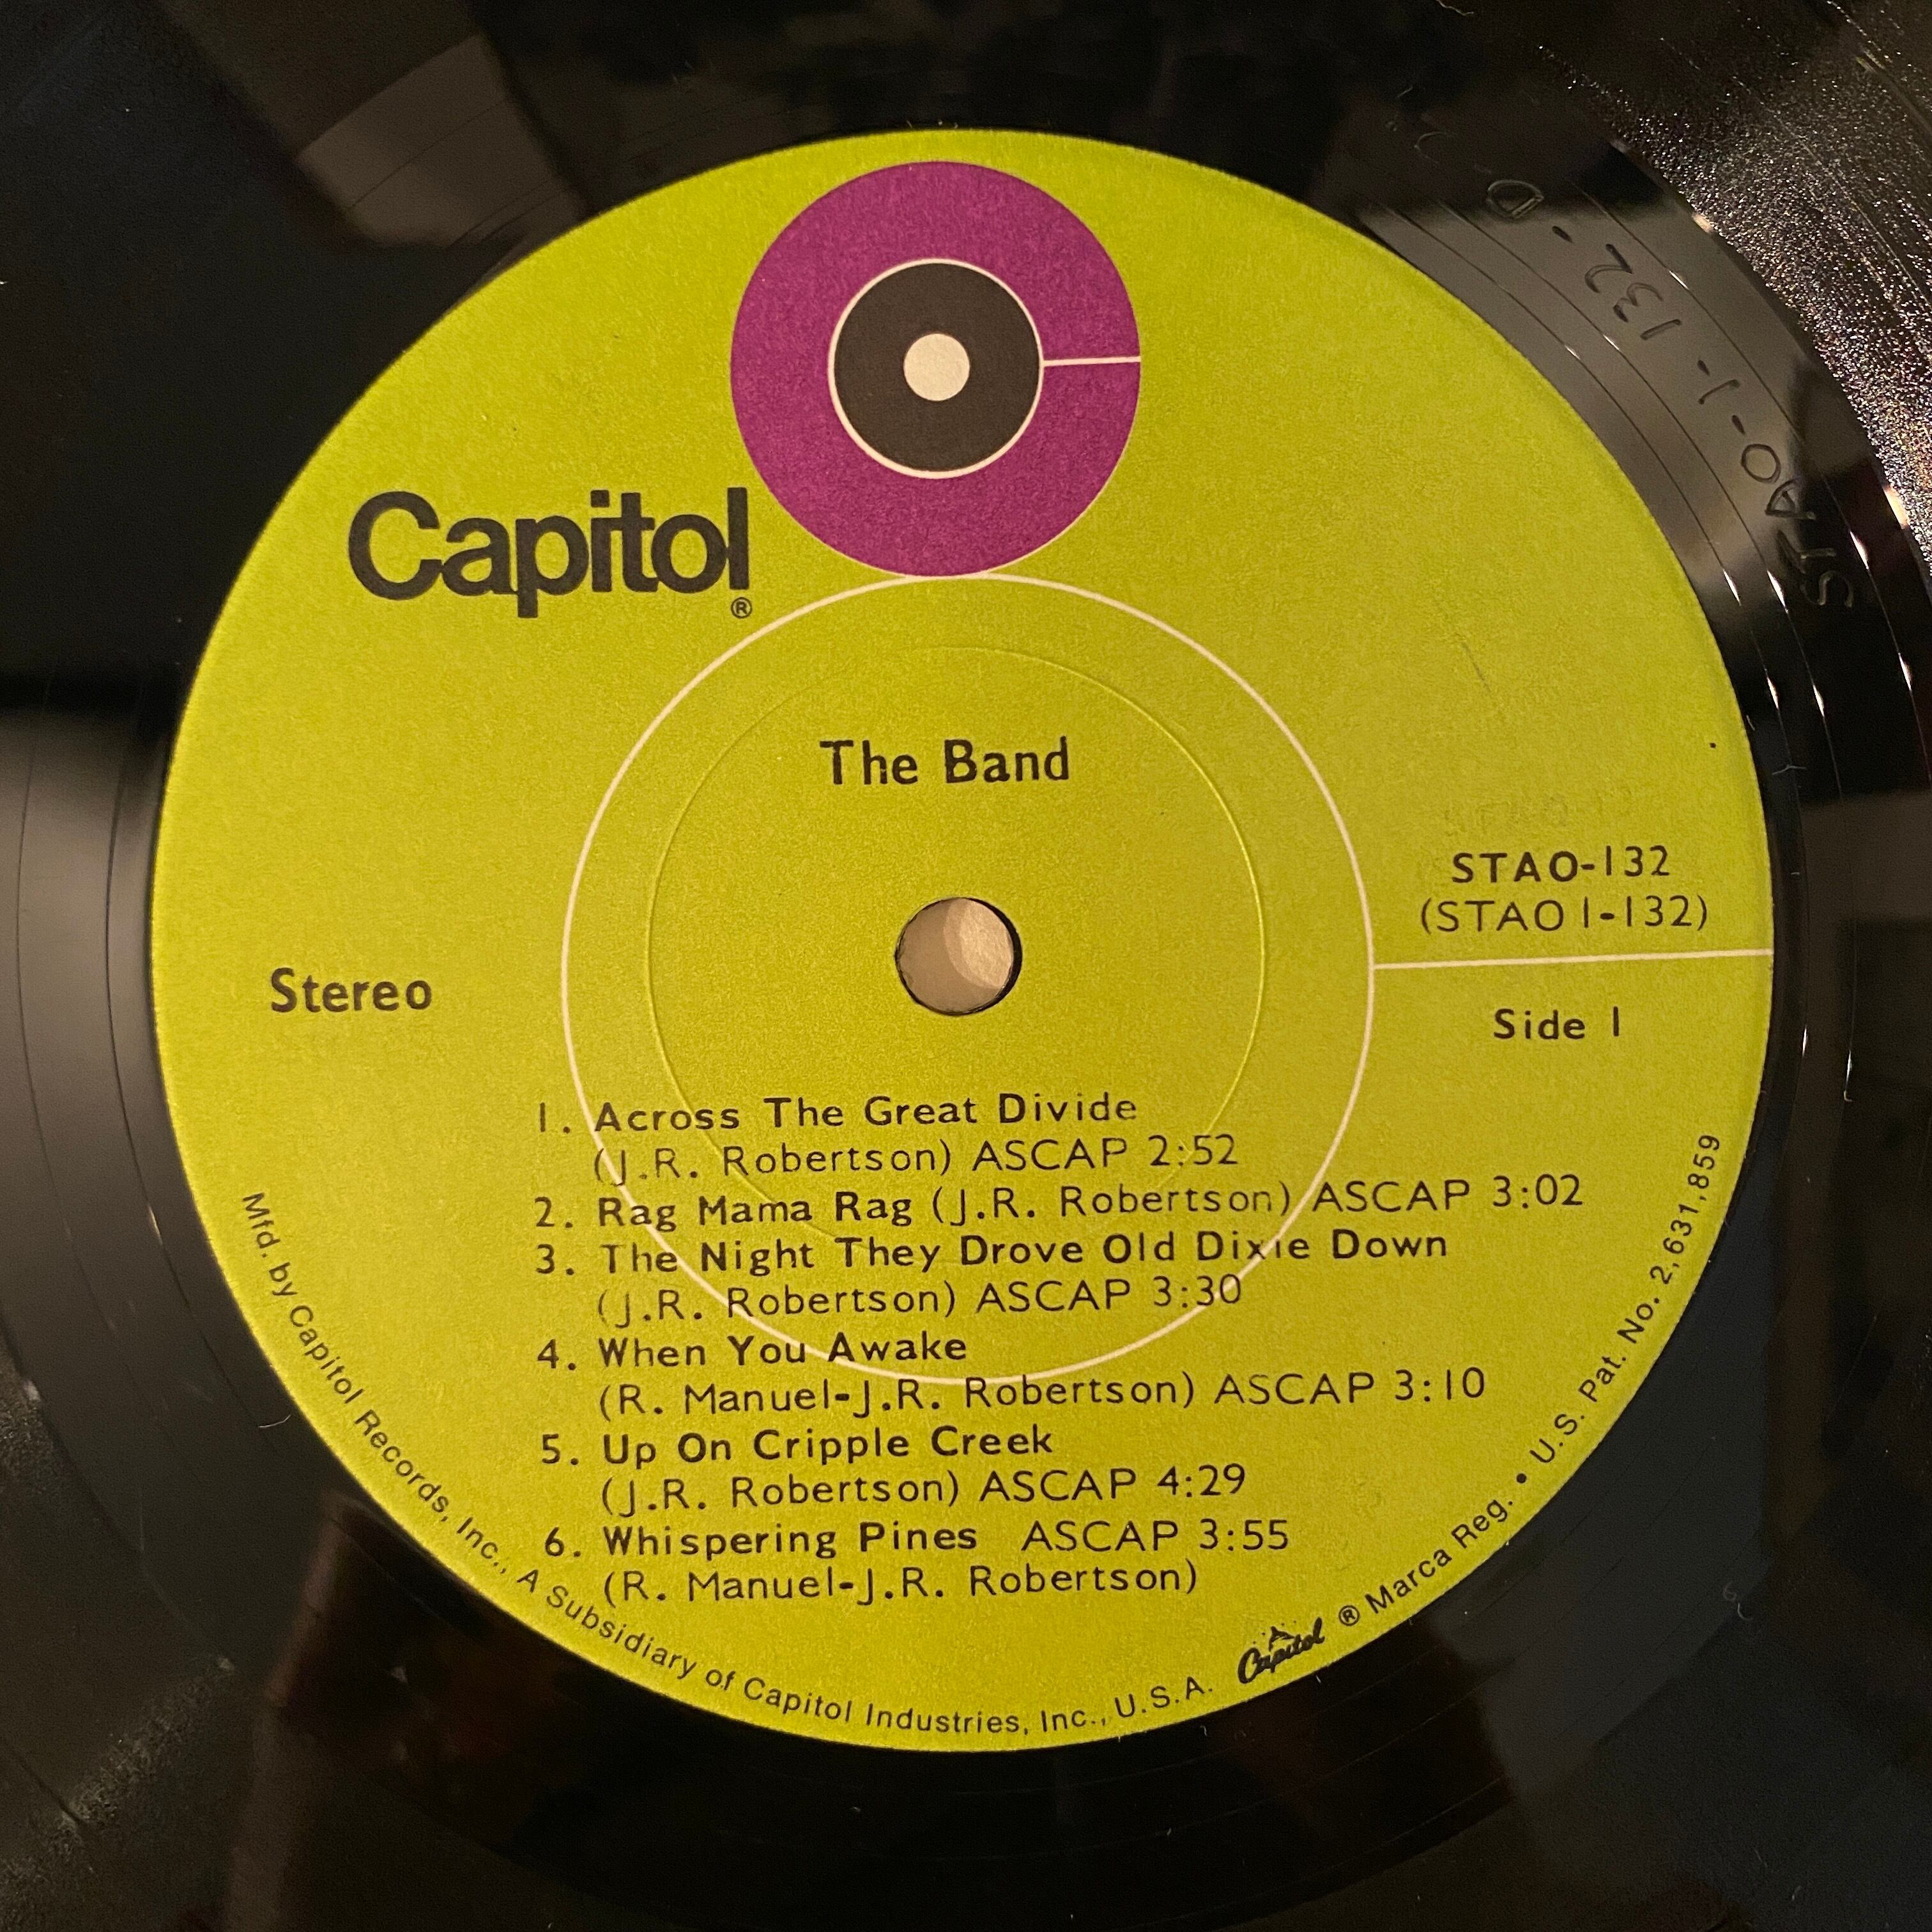 Capitol
®
The Band
STAO-132
(STAO 1-132)
Stereo
Side 1
1. Across The Great Divide
(J.R. Robertson) ASCAP 2:52
2. Rag Mama Rag (J.R. Robertson) ASCAP 3:02
3. The Night They Drove Old Dixie Down
(J.R. Robertson) ASCAP 3:30
4. When You Awake
(R. Manuel-J.R. Robertson) ASCAP 3:10
5. Up On Cripple Creek
(J.R. Robertson) ASCAP 4:29
6. Whispering Pines ASCAP 3:55
(R. Manuel-J.R. Robertson)
Mfd. by Capitol Records, Inc., A Subsidiary of Capitol Industries, Inc., U.S.A. Capitol ® Marca Reg. • U.S. Pat. No. 2,631,859
STAO-1-132